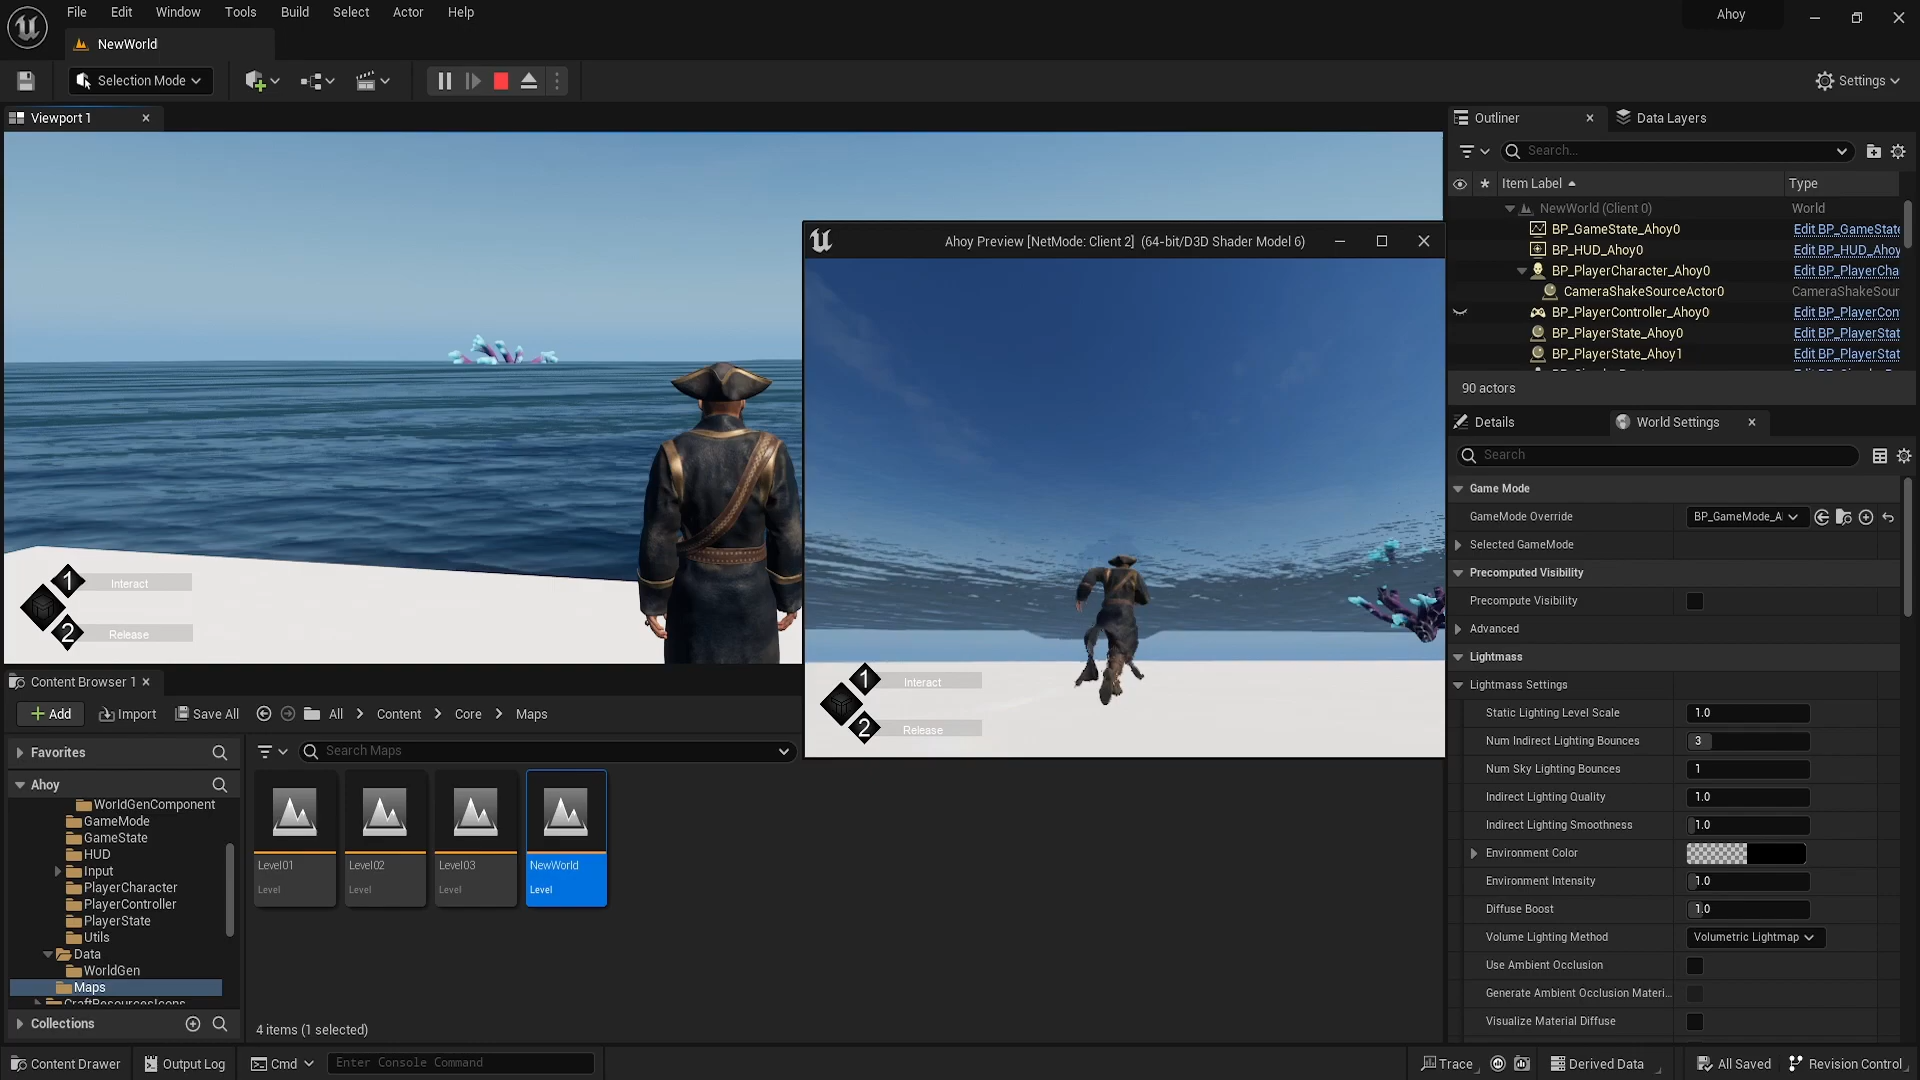 File Edit Window Tools Build Select Actor Help
Ahoy
NewWorld
Selection Mode
Settings
Viewport 1
Outliner
Data Layers
Search...
Item Label
Type
NewWorld (Client 0)
World
BP_GameState_Ahoy0
Edit BP_GameState
BP_HUD_Ahoy0
Edit BP_HUD_Ahoy
BP_PlayerCharacter_Ahoy0
Edit BP_PlayerCha
CameraShakeSourceActor0
CameraShakeSour
BP_PlayerController_Ahoy0
Edit BP_PlayerCon
BP_PlayerState_Ahoy0
Edit BP_PlayerStat
BP_PlayerState_Ahoy1
Edit BP_PlayerStat
90 actors
Ahoy Preview [NetMode: Client 2] (64-bit/D3D Shader Model 6)
1 Interact
2 Release
1 Interact
2 Release
Details
World Settings
Search
Game Mode
GameMode Override
BP_GameMode_A
Selected GameMode
Precomputed Visibility
Precompute Visibility
Advanced
Lightmass
Lightmass Settings
Static Lighting Level Scale
1.0
Num Indirect Lighting Bounces
3
Num Sky Lighting Bounces
1
Indirect Lighting Quality
1.0
Indirect Lighting Smoothness
1.0
Environment Color
Environment Intensity
1.0
Diffuse Boost
1.0
Volume Lighting Method
Volumetric Lightmap
Use Ambient Occlusion
Generate Ambient Occlusion Materi...
Visualize Material Diffuse
Content Browser 1
Add
Import
Save All
All
Content
Core
Maps
Favorites
Search Maps
Ahoy
WorldGenComponent
GameMode
GameState
HUD
Input
PlayerCharacter
PlayerController
PlayerState
Utils
Data
WorldGen
Maps
CraftResourcesIcons
Collections
Level01
Level
Level02
Level
Level03
Level
NewWorld
Level
4 items (1 selected)
Content Drawer
Output Log
Cmd
Enter Console Command
Trace
Derived Data
All Saved
Revision Control